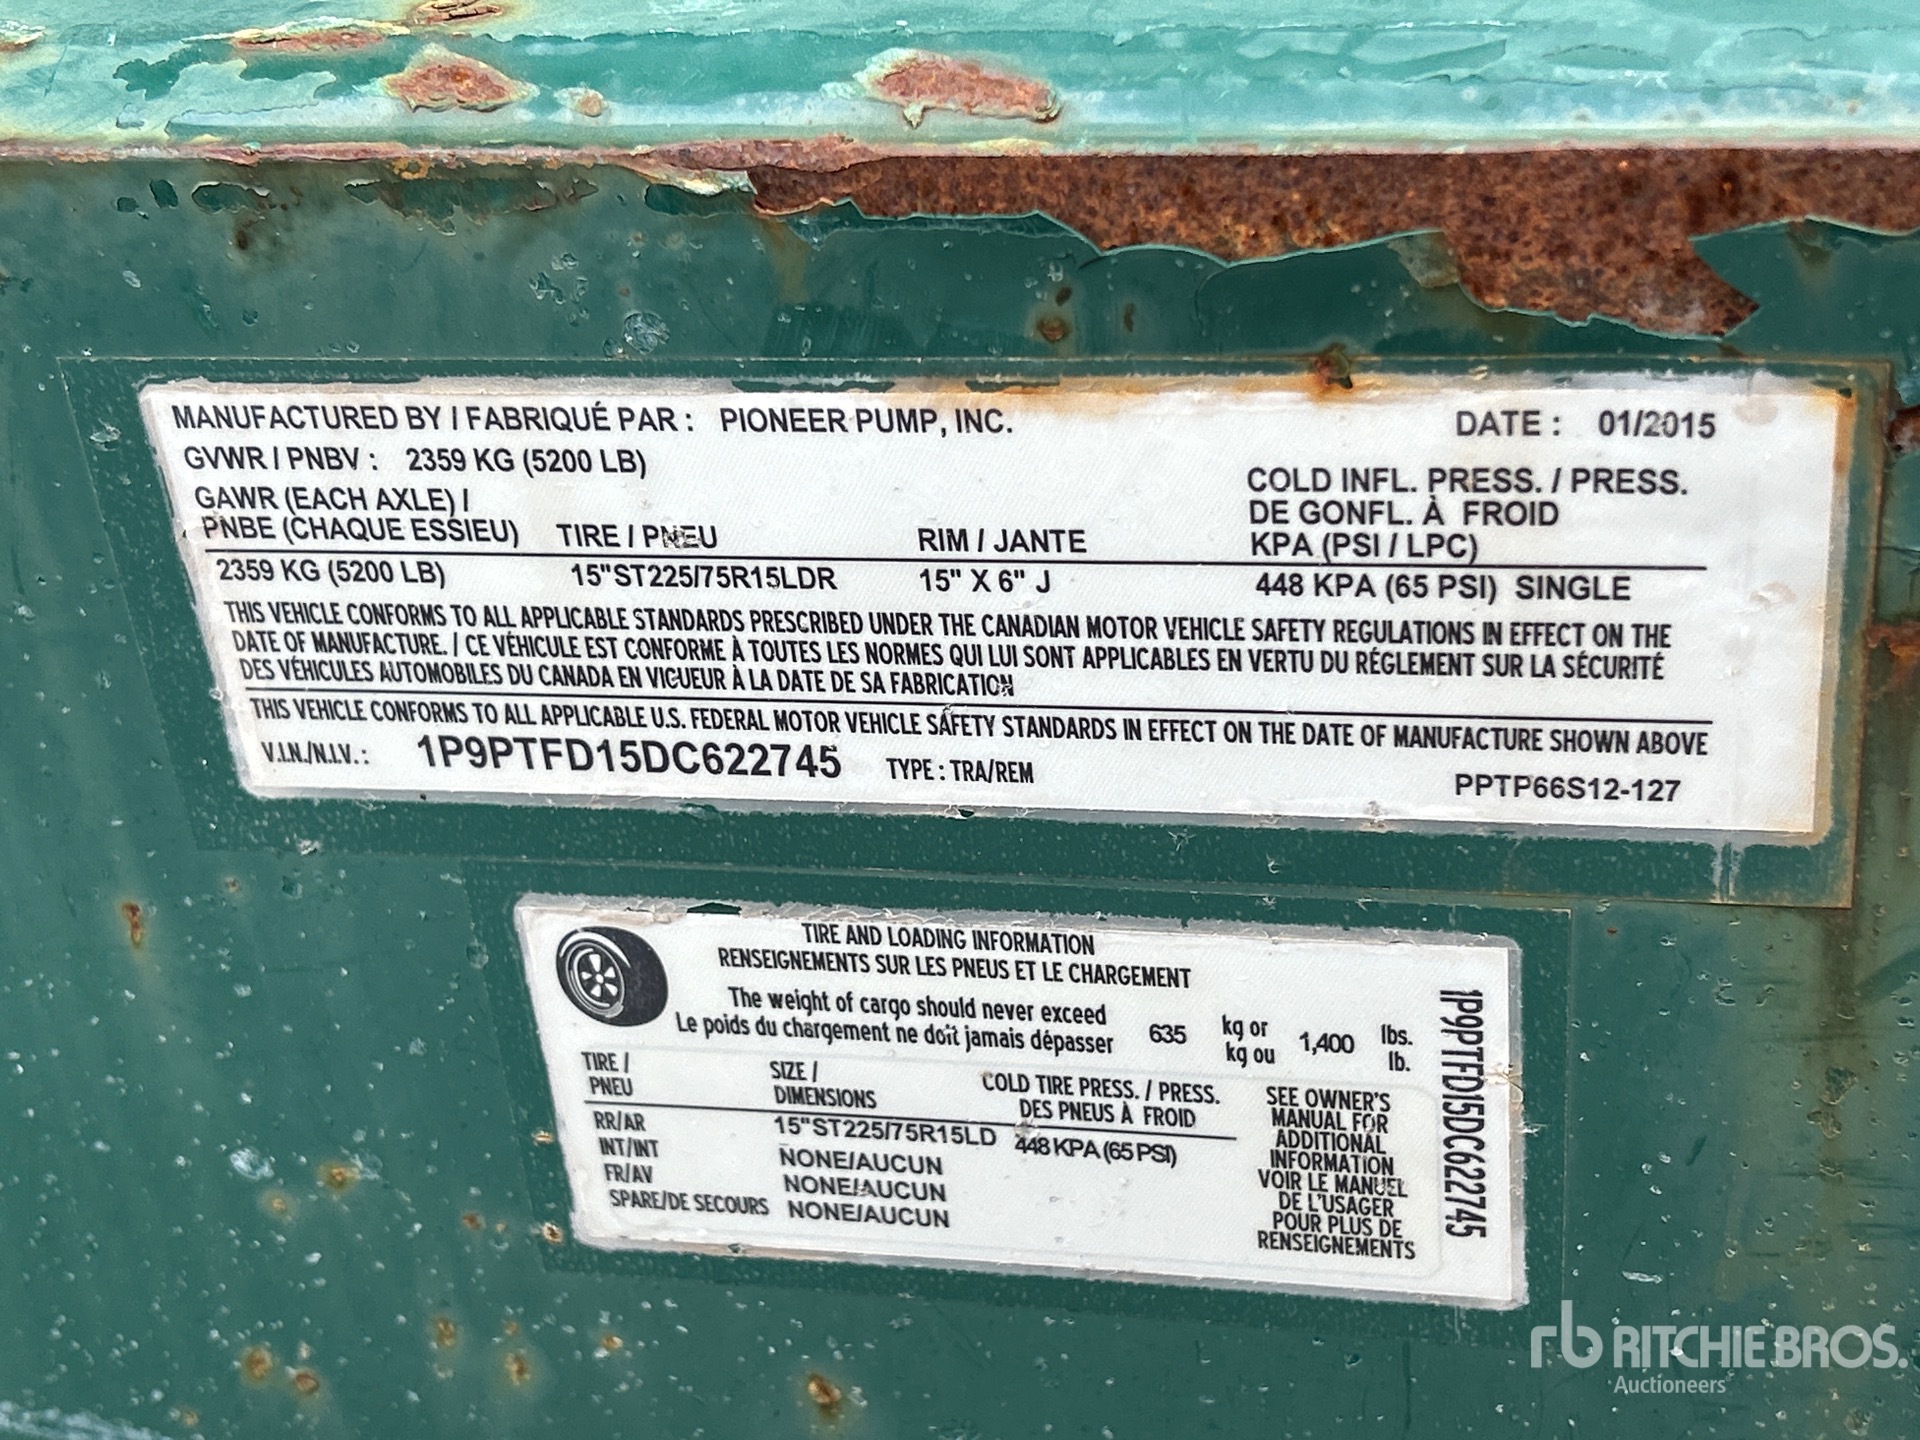 MANUFACTURED BY / FABRIQUÉ PAR : PIONEER PUMP, INC. DATE : 01/2015
GVWR / PNBV : 2359 KG (5200 LB)
GAWR (EACH AXLE) /
PNBE (CHAQUE ESSIEU) TIRE / PNEU RIM / JANTE
COLD INFL. PRESS. / PRESS.
DE GONFL. À FROID
KPA (PSI / LPC)
2359 KG (5200 LB) 15"ST225/75R15LDR 15" X 6" J 448 KPA (65 PSI) SINGLE
THIS VEHICLE CONFORMS TO ALL APPLICABLE STANDARDS PRESCRIBED UNDER THE CANADIAN MOTOR VEHICLE SAFETY REGULATIONS IN EFFECT ON THE
DATE OF MANUFACTURE. / CE VÉHICULE EST CONFORME À TOUTES LES NORMES QUI LUI SONT APPLICABLES EN VERTU DU RÉGLEMENT SUR LA SÉCURITÉ
DES VÉHICULES AUTOMOBILES DU CANADA EN VIGUEUR À LA DATE DE SA FABRICATION
THIS VEHICLE CONFORMS TO ALL APPLICABLE U.S. FEDERAL MOTOR VEHICLE SAFETY STANDARDS IN EFFECT ON THE DATE OF MANUFACTURE SHOWN ABOVE
V.I.N./N.I.V. : 1P9PTFD15DC622745 TYPE : TRA/REM PPTP66S12-127
TIRE AND LOADING INFORMATION
RENSEIGNEMENTS SUR LES PNEUS ET LE CHARGEMENT
The weight of cargo should never exceed
Le poids du chargement ne doit jamais dépasser
635 kg or
kg ou
1,400 lbs.
lb.
TIRE /
PNEU
SIZE /
DIMENSIONS
COLD TIRE PRESS. / PRESS.
DES PNEUS À FROID
RR/AR 15"ST225/75R15LD 448 KPA (65 PSI)
INT/INT NONE/AUCUN
FR/AV NONE/AUCUN
SPARE/DE SECOURS NONE/AUCUN
SEE OWNER'S
MANUAL FOR
ADDITIONAL
INFORMATION
VOIR LE MANUEL
DE L'USAGER
POUR PLUS DE
RENSEIGNEMENTS
1P9PTFD15DC622745
rb RITCHIE BROS.
Auctioneers